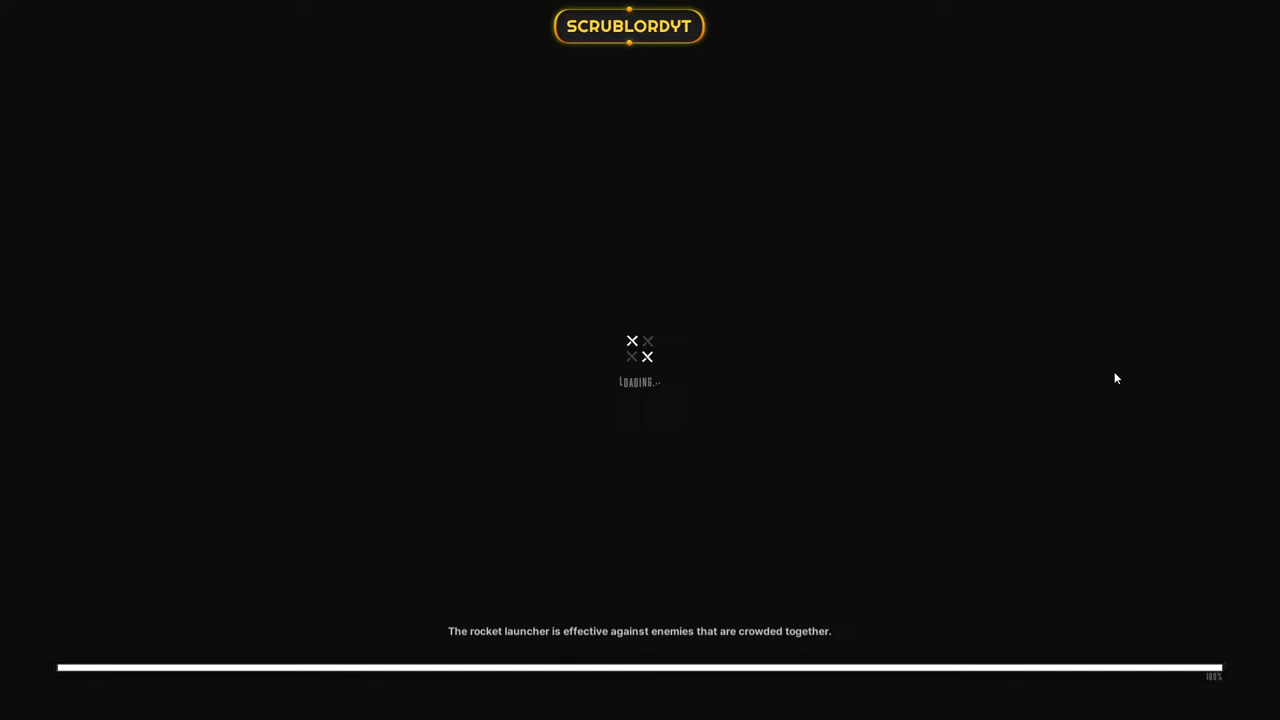 SCRUBLORDYT
LOADING...
The rocket launcher is effective against enemies that are crowded together.
100%